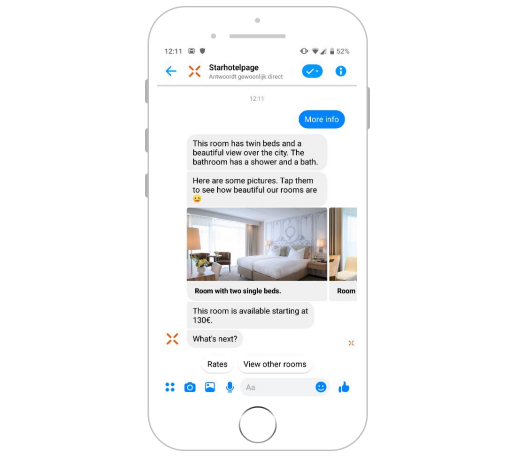 12:11
52%
Starhotelpage
Antwoordt gewoonlijk direct
12:11
More info
This room has twin beds and a
beautiful view over the city. The
bathroom has a shower and a bath.
Here are some pictures. Tap them
to see how beautiful our rooms are
😃
Room with two single beds.
Room
This room is available starting at
130€.
What's next?
Rates
View other rooms
Aa